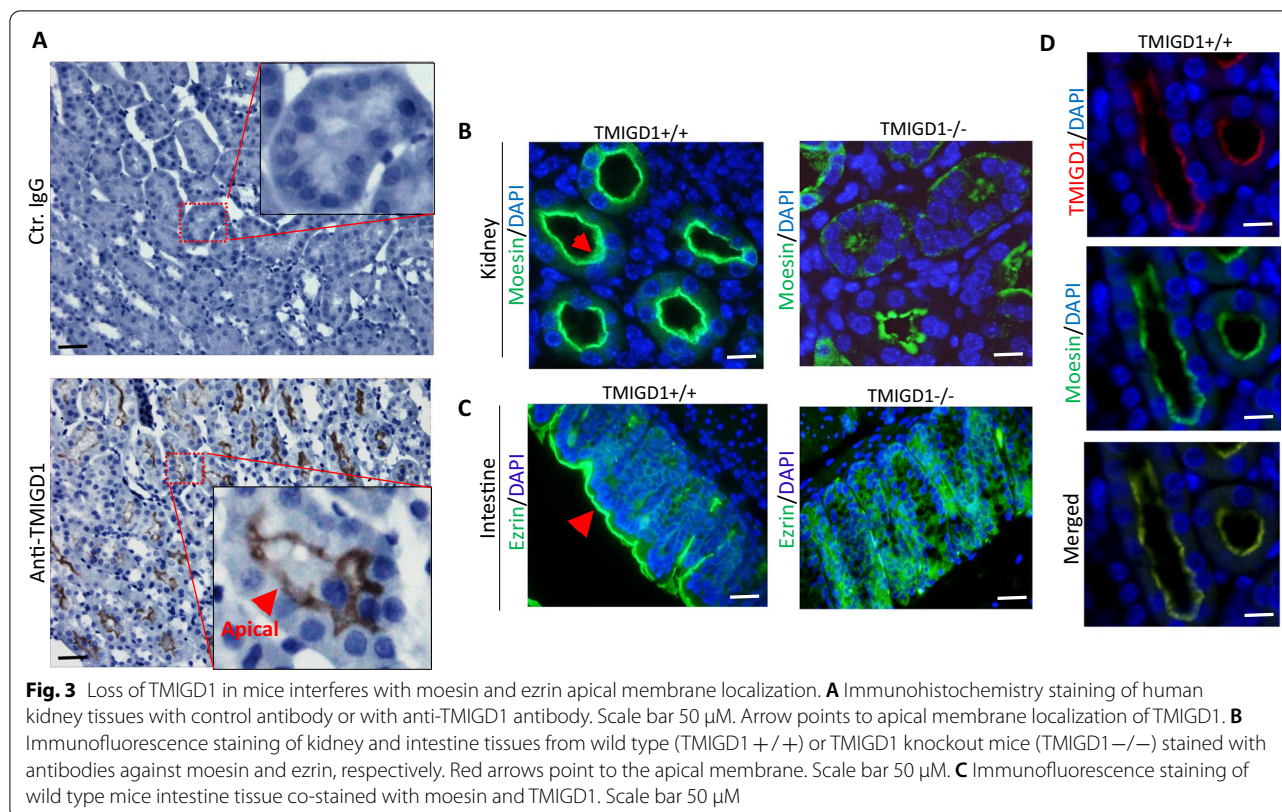 A
Ctr. IgG
Anti-TMIGD1
Apical
B
TMIGD1+/+
TMIGD1-/-
Kidney
Moesin/DAPI
Moesin/DAPI
C
TMIGD1+/+
TMIGD1-/-
Intestine
Ezrin/DAPI
Ezrin/DAPI
D
TMIGD1+/+
TMIGD1/DAPI
Moesin/DAPI
Merged
Fig. 3 Loss of TMIGD1 in mice interferes with moesin and ezrin apical membrane localization. A Immunohistochemistry staining of human
kidney tissues with control antibody or with anti-TMIGD1 antibody. Scale bar 50 μM. Arrow points to apical membrane localization of TMIGD1. B
Immunofluorescence staining of kidney and intestine tissues from wild type (TMIGD1 +/+) or TMIGD1 knockout mice (TMIGD1−/−) stained with
antibodies against moesin and ezrin, respectively. Red arrows point to the apical membrane. Scale bar 50 μM. C Immunofluorescence staining of
wild type mice intestine tissue co-stained with moesin and TMIGD1. Scale bar 50 μM